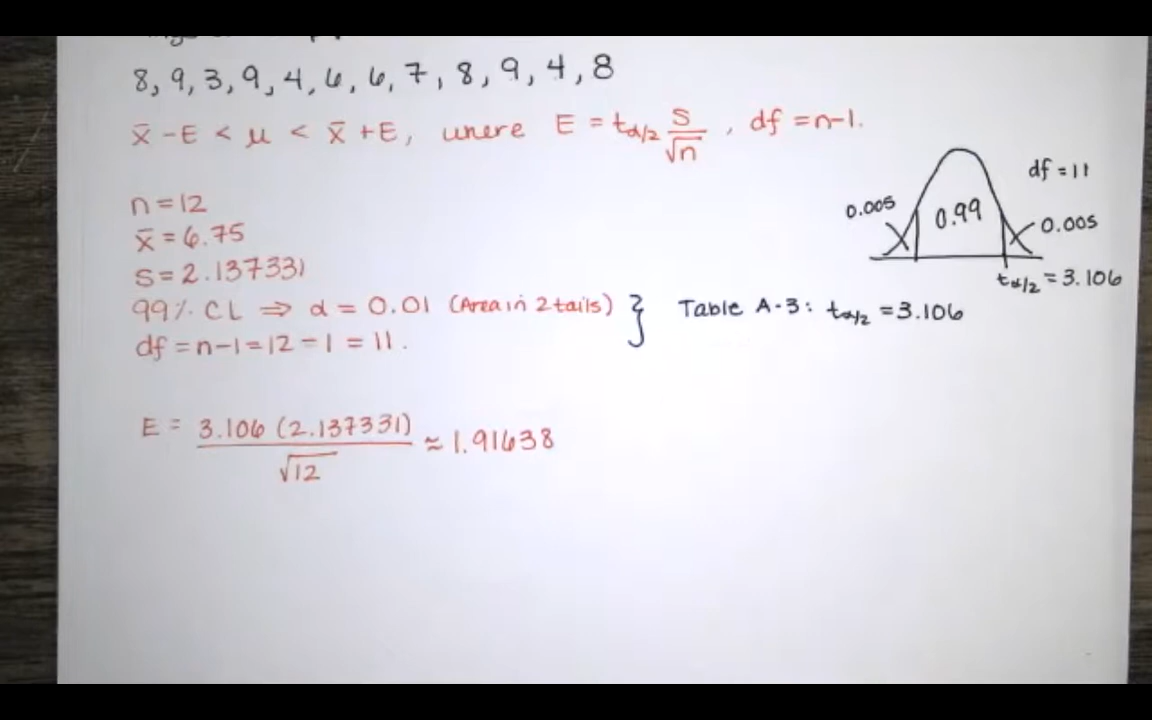 8, 9, 3, 9, 4, 6, 6, 7, 8, 9, 4, 8
x̄ - E < μ < x̄ + E, where E = tα/2 s/√n, df = n-1.
n = 12
x̄ = 6.75
s = 2.137331
99% CL ⇒ α = 0.01 (Area in 2 tails)
df = n-1 = 12 - 1 = 11.
} Table A-3: tα/2 = 3.106
df = 11
0.005
0.99
0.005
tα/2 = 3.106
E = 3.106 (2.137331)/√12 ≈ 1.91638